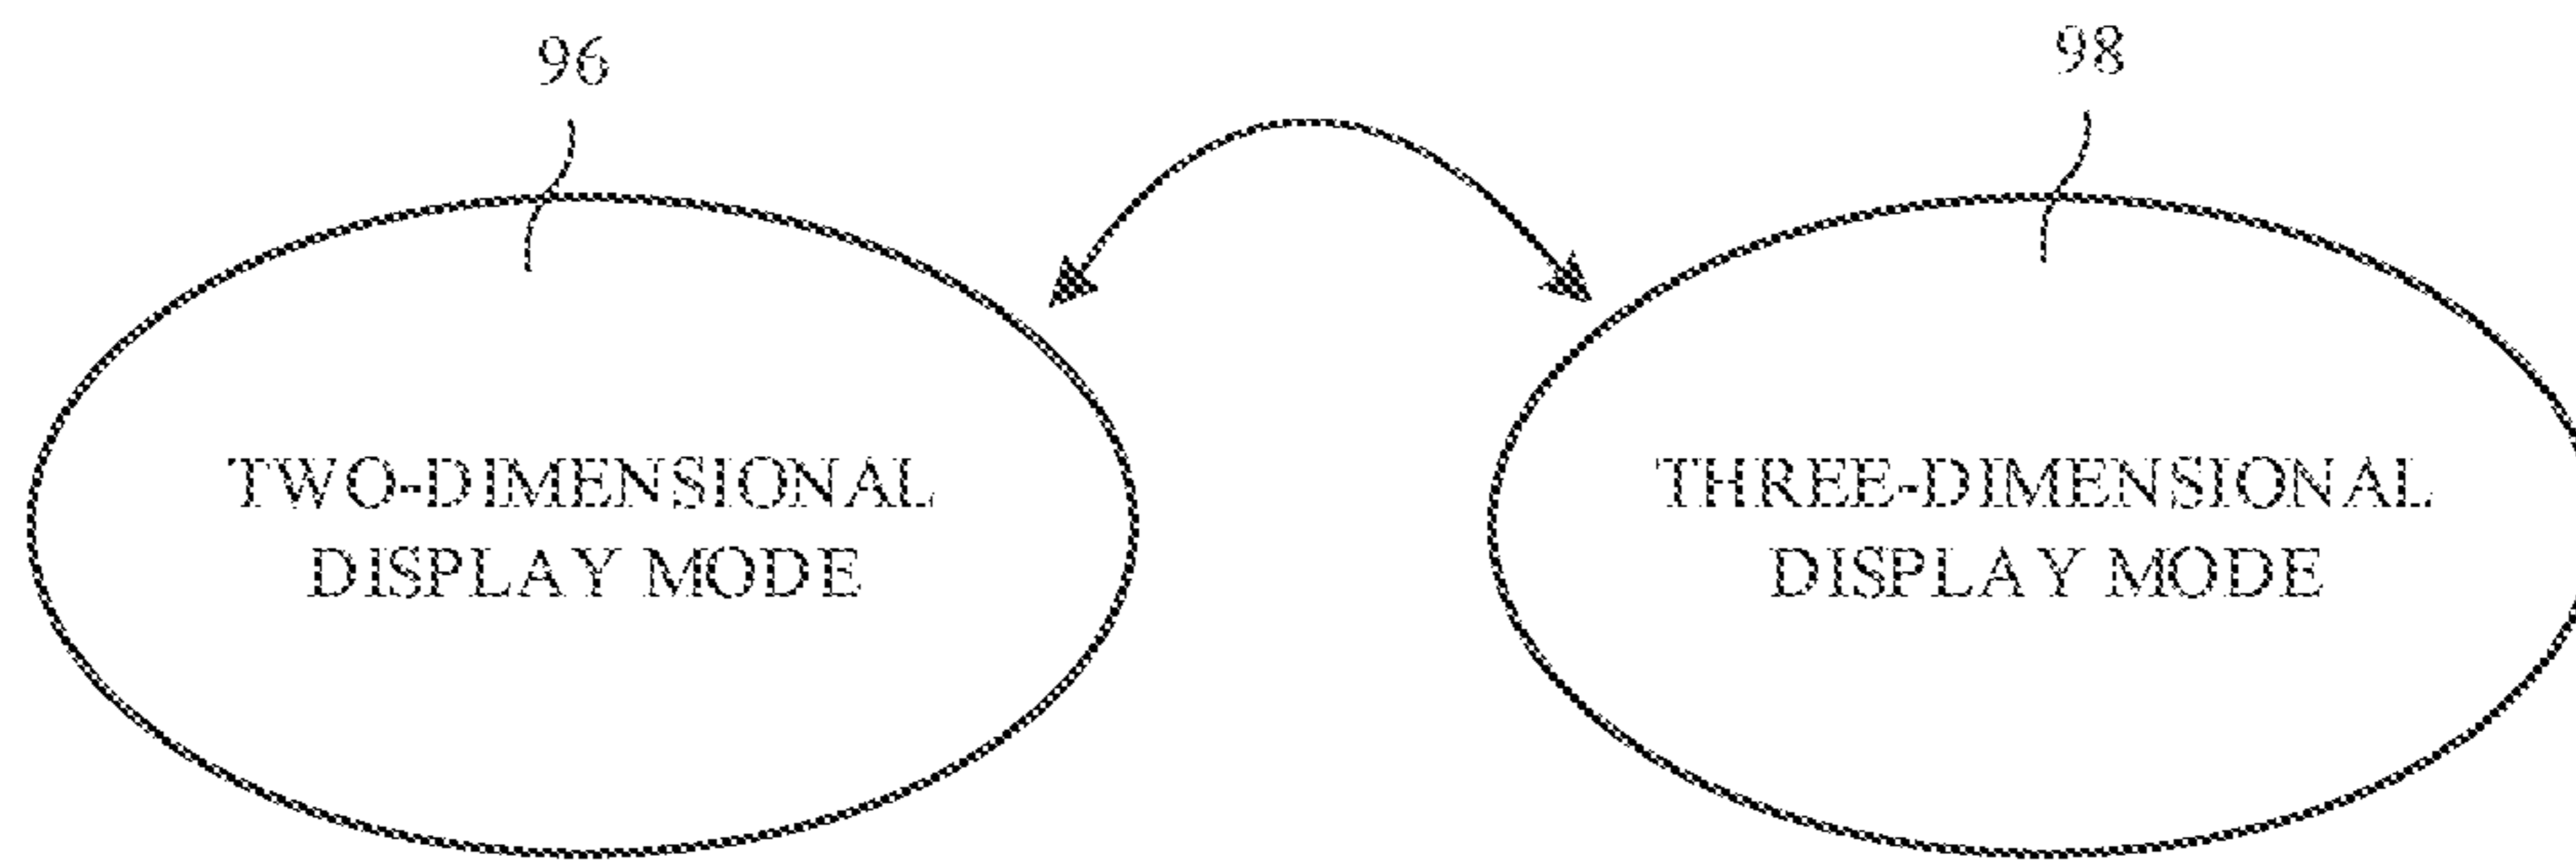 96
98
TWO-DIMENSIONAL
DISPLAY MODE
THREE-DIMENSIONAL
DISPLAY MODE